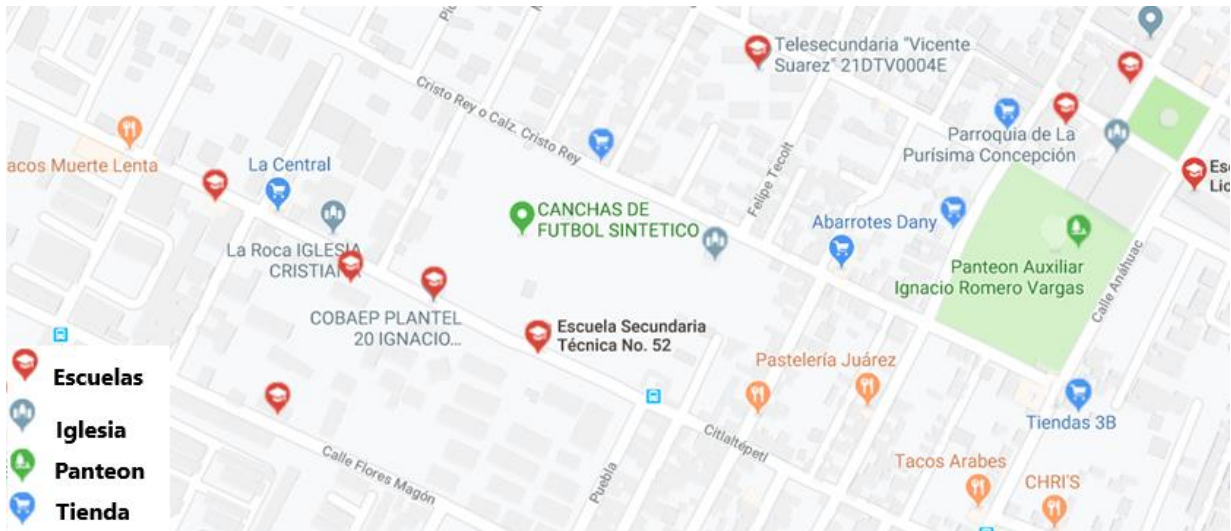 Telesecundaria "Vicente
Suarez" 21DTV0004E
Cristo Rey o Calz. Cristo Rey
Parroquia de La
Purísima Concepción
acos Muerte Lenta
La Central
Felipe Tecolt
CANCHAS DE
FUTBOL SINTETICO
Abarrotes Dany
La Roca IGLESIA
CRISTIA
Panteon Auxiliar
Ignacio Romero Vargas
Calle Anáhuac
COBAEP PLANTEL
20 IGNACIO...
Escuela Secundaria
Técnica No. 52
Pastelería Juárez
Tiendas 3B
Citlaltépetl
Calle Flores Magón
Puebla
Tacos Arabes
CHRI'S
Escuelas
Iglesia
Panteon
Tienda